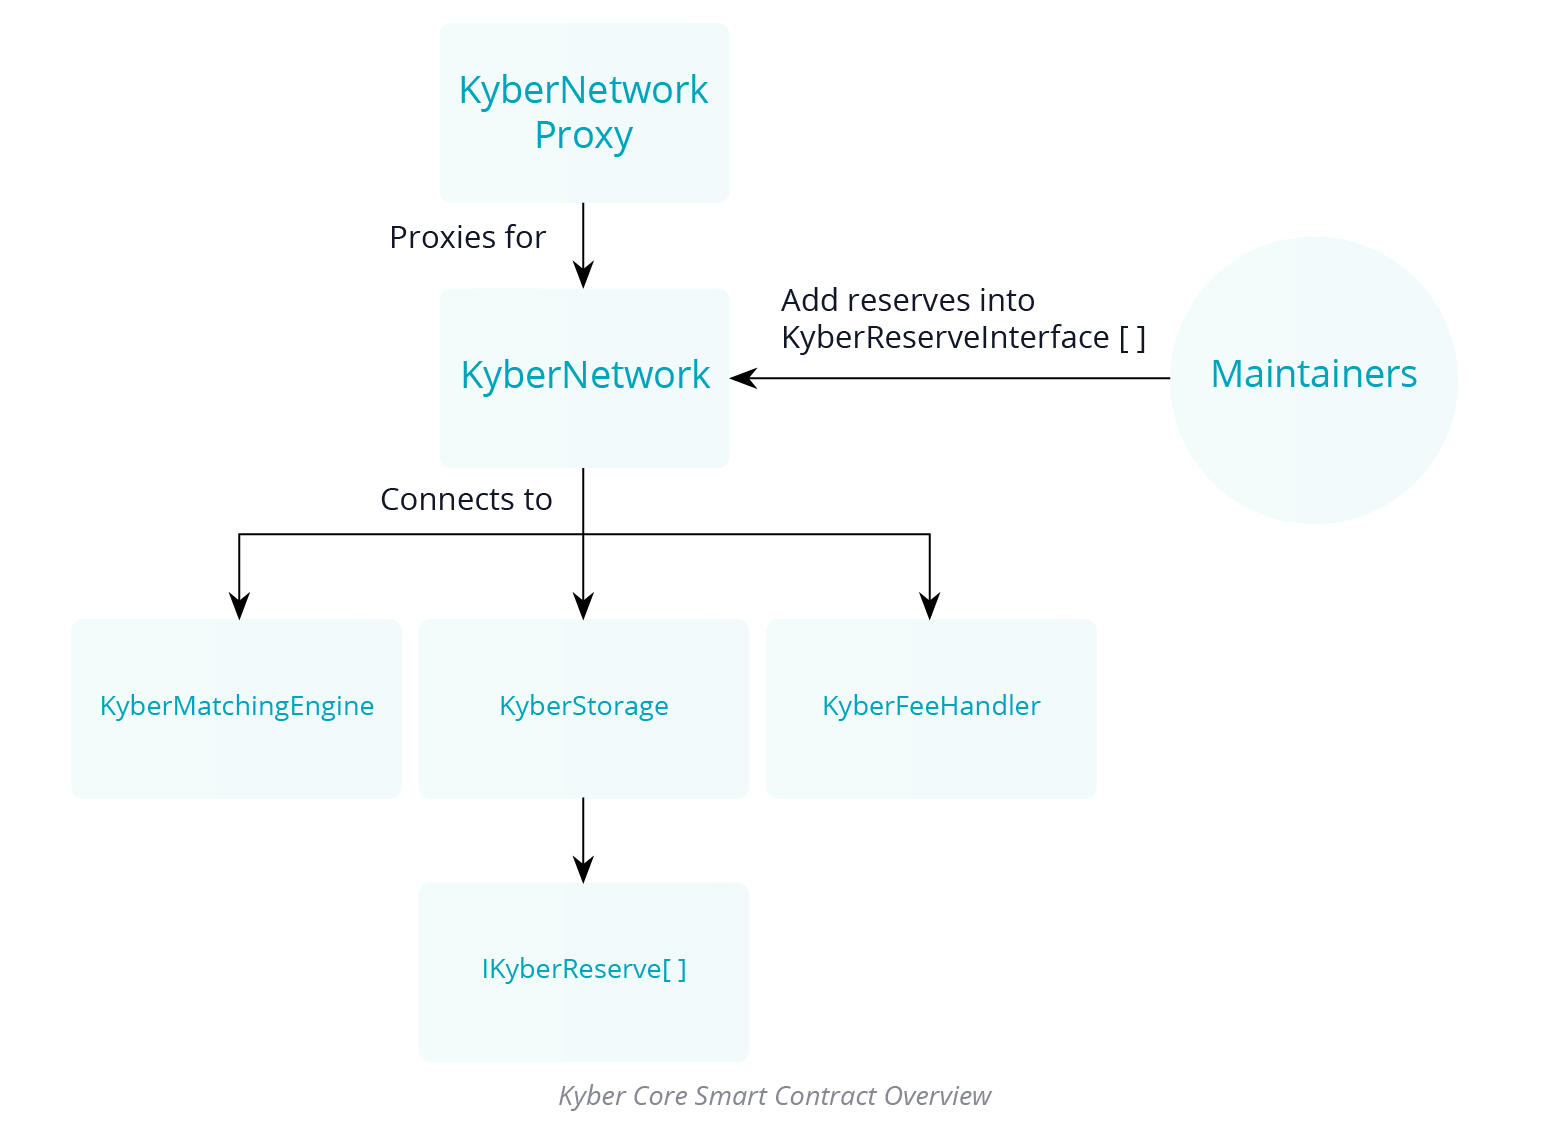 KyberNetwork
Proxy
Proxies for
Add reserves into
KyberReserveInterface [ ]
KyberNetwork
Maintainers
Connects to
KyberMatchingEngine
KyberStorage
KyberFeeHandler
IKyberReserve[ ]
Kyber Core Smart Contract Overview